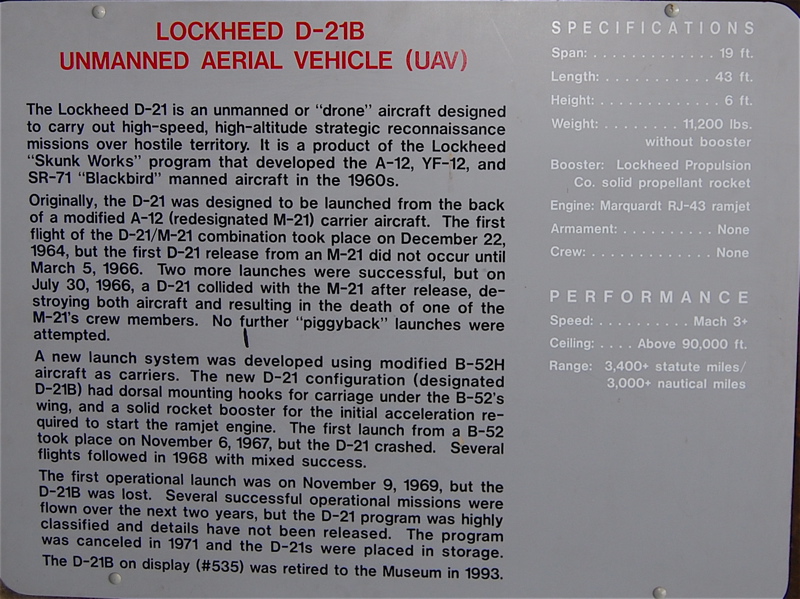 LOCKHEED D-21B
UNMANNED AERIAL VEHICLE (UAV)
The Lockheed D-21 is an unmanned or "drone" aircraft designed
to carry out high-speed, high-altitude strategic reconnaissance
missions over hostile territory. It is a product of the Lockheed
"Skunk Works" program that developed the A-12, YF-12, and
SR-71 "Blackbird" manned aircraft in the 1960s.
Originally, the D-21 was designed to be launched from the back
of a modified A-12 (redesignated M-21) carrier aircraft. The first
flight of the D-21/M-21 combination took place on December 22,
1964, but the first D-21 release from an M-21 did not occur until
March 5, 1966. Two more launches were successful, but on
July 30, 1966, a D-21 collided with the M-21 after release, de-
stroying both aircraft and resulting in the death of one of the
M-21's crew members. No further "piggyback" launches were
attempted.
A new launch system was developed using modified B-52H
aircraft as carriers. The new D-21 configuration (designated
D-21B) had dorsal mounting hooks for carriage under the B-52's
wing, and a solid rocket booster for the initial acceleration re-
quired to start the ramjet engine. The first launch from a B-52
took place on November 6, 1967, but the D-21 crashed. Several
flights followed in 1968 with mixed success.
The first operational launch was on November 9, 1969, but the
D-21B was lost. Several successful operational missions were
flown over the next two years, but the D-21 program was highly
classified and details have not been released. The program
was canceled in 1971 and the D-21s were placed in storage.
The D-21B on display (#535) was retired to the Museum in 1993.
SPECIFICATIONS
Span: . . . . . . . . . . . . . 19 ft.
Length: . . . . . . . . . . . 43 ft.
Height: . . . . . . . . . . . . 6 ft.
Weight: . . . . . . . . 11,200 lbs.
without booster
Booster: Lockheed Propulsion
Co. solid propellant rocket
Engine: Marquardt RJ-43 ramjet
Armament: . . . . . . . . . . None
Crew: . . . . . . . . . . . . . None
PERFORMANCE
Speed: . . . . . . . . . . Mach 3+
Ceiling: . . . . Above 90,000 ft.
Range: 3,400+ statute miles/
3,000+ nautical miles